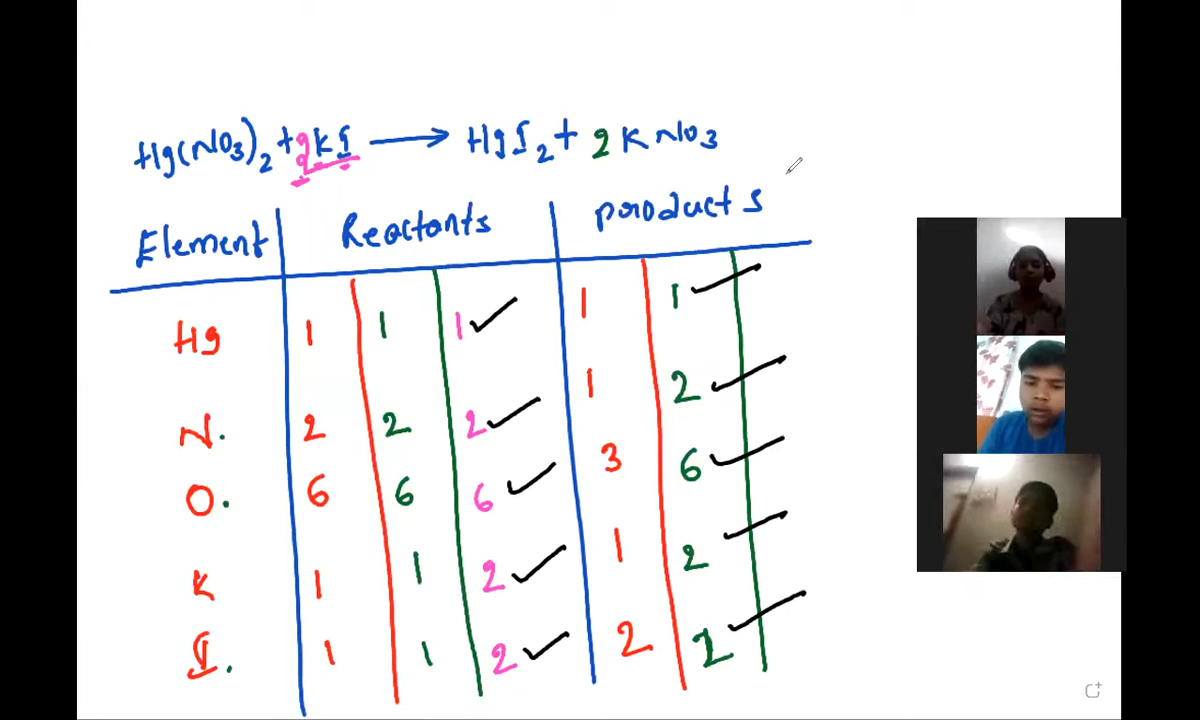 Hg(NO3)2 + 2KI → HgI2 + 2KNO3
Element Reactants products
Hg 1 1 1 ✓ 1 1 ✓
N. 2 2 2 ✓ 1 2 ✓
O. 6 6 6 ✓ 3 6 ✓
K 1 1 2 ✓ 1 2 ✓
I. 1 1 2 ✓ 2 2 ✓